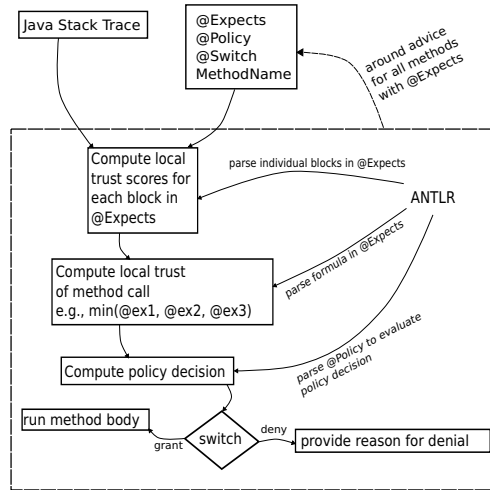 Java Stack Trace
@Expects
@Policy
@Switch
MethodName
around advice
for all methods
with @Expects
Compute local
trust scores for
each block in
@Expects
parse individual blocks in @Expects
ANTLR
parse formula in @Expects
Compute local trust
of method call
e.g., min(@ex1, @ex2, @ex3)
parse @Policy to evaluate
policy decision
Compute policy decision
run method body
grant
switch
deny
provide reason for denial